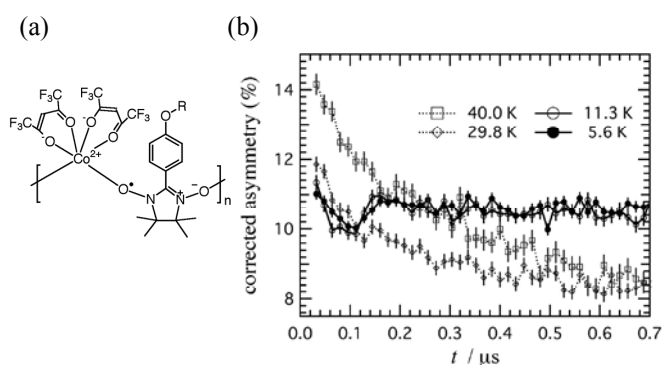 (a)
(b)
CF₃
F₃C
F₃C
CF₃
O
O
O
O
-
-
Co²⁺
O•
N
N⁺
O⁻
O
R
[
]n
corrected asymmetry (%)
14
12
10
8
40.0 K
11.3 K
29.8 K
5.6 K
0.0 0.1 0.2 0.3 0.4 0.5 0.6 0.7
t / μs